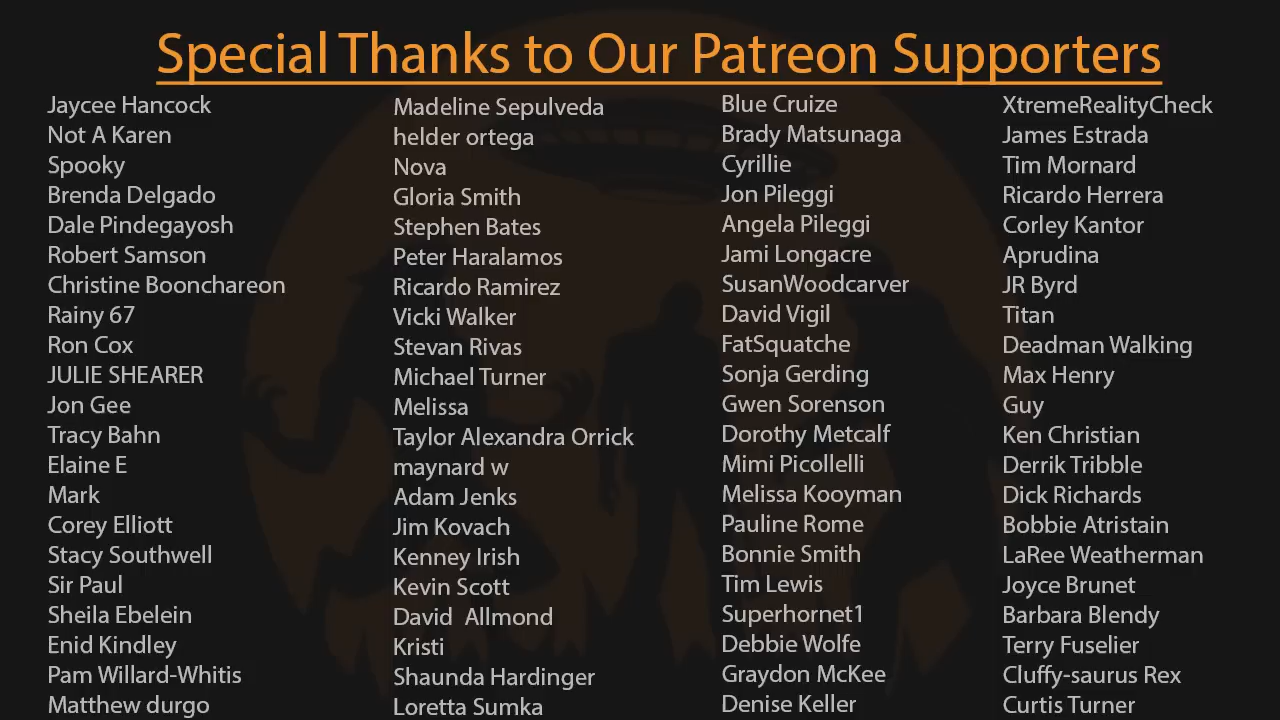 Special Thanks to Our Patreon Supporters
Jaycee Hancock
Not A Karen
Spooky
Brenda Delgado
Dale Pindegayosh
Robert Samson
Christine Booncharoen
Rainy 67
Ron Cox
JULIE SHEARER
Jon Gee
Tracy Bahn
Elaine E
Mark
Corey Elliott
Stacy Southwell
Sir Paul
Sheila Ebelein
Enid Kindley
Pam Willard-Whitis
Matthew durgo
Madeline Sepulveda
helder ortega
Nova
Gloria Smith
Stephen Bates
Peter Haralamos
Ricardo Ramirez
Vicki Walker
Stevan Rivas
Michael Turner
Melissa
Taylor Alexandra Orrick
maynard w
Adam Jenks
Jim Kovach
Kenney Irish
Kevin Scott
David  Allmond
Kristi
Shaunda Hardinger
Loretta Sumka
Blue Cruize
Brady Matsunaga
Cyrillie
Jon Pileggi
Angela Pileggi
Jami Longacre
SusanWoodcarver
David Vigil
FatSquatche
Sonja Gerding
Gwen Sorenson
Dorothy Metcalf
Mimi Picollelli
Melissa Kooyman
Pauline Rome
Bonnie Smith
Tim Lewis
Superhornet1
Debbie Wolfe
Graydon McKee
Denise Keller
XtremeRealityCheck
James Estrada
Tim Mornard
Ricardo Herrera
Corley Kantor
Aprudina
JR Byrd
Titan
Deadman Walking
Max Henry
Guy
Ken Christian
Derrik Tribble
Dick Richards
Bobbie Atristain
LaRee Weatherman
Joyce Brunet
Barbara Blendy
Terry Fuselier
Cluffy-saurus Rex
Curtis Turner